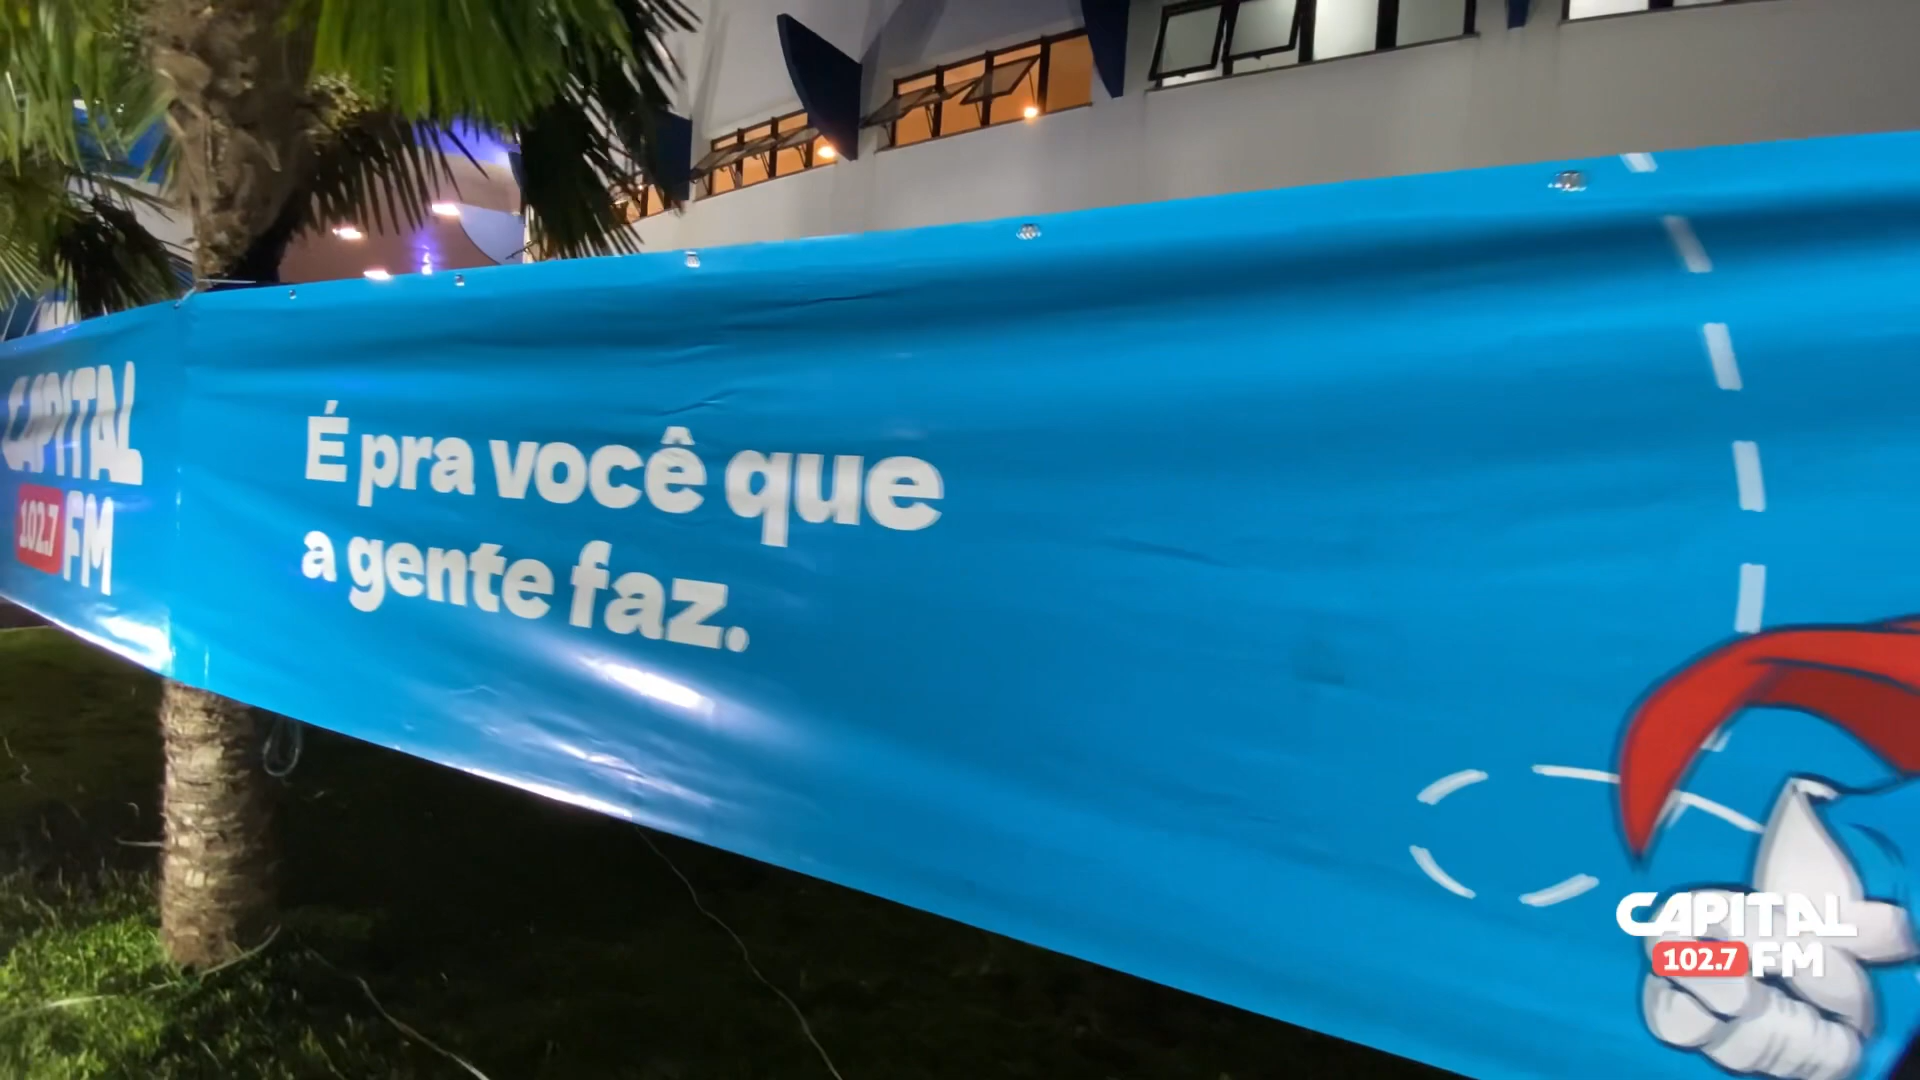 CAPITAL
102.7 FM
É pra você que
a gente faz.
CAPITAL
102.7 FM